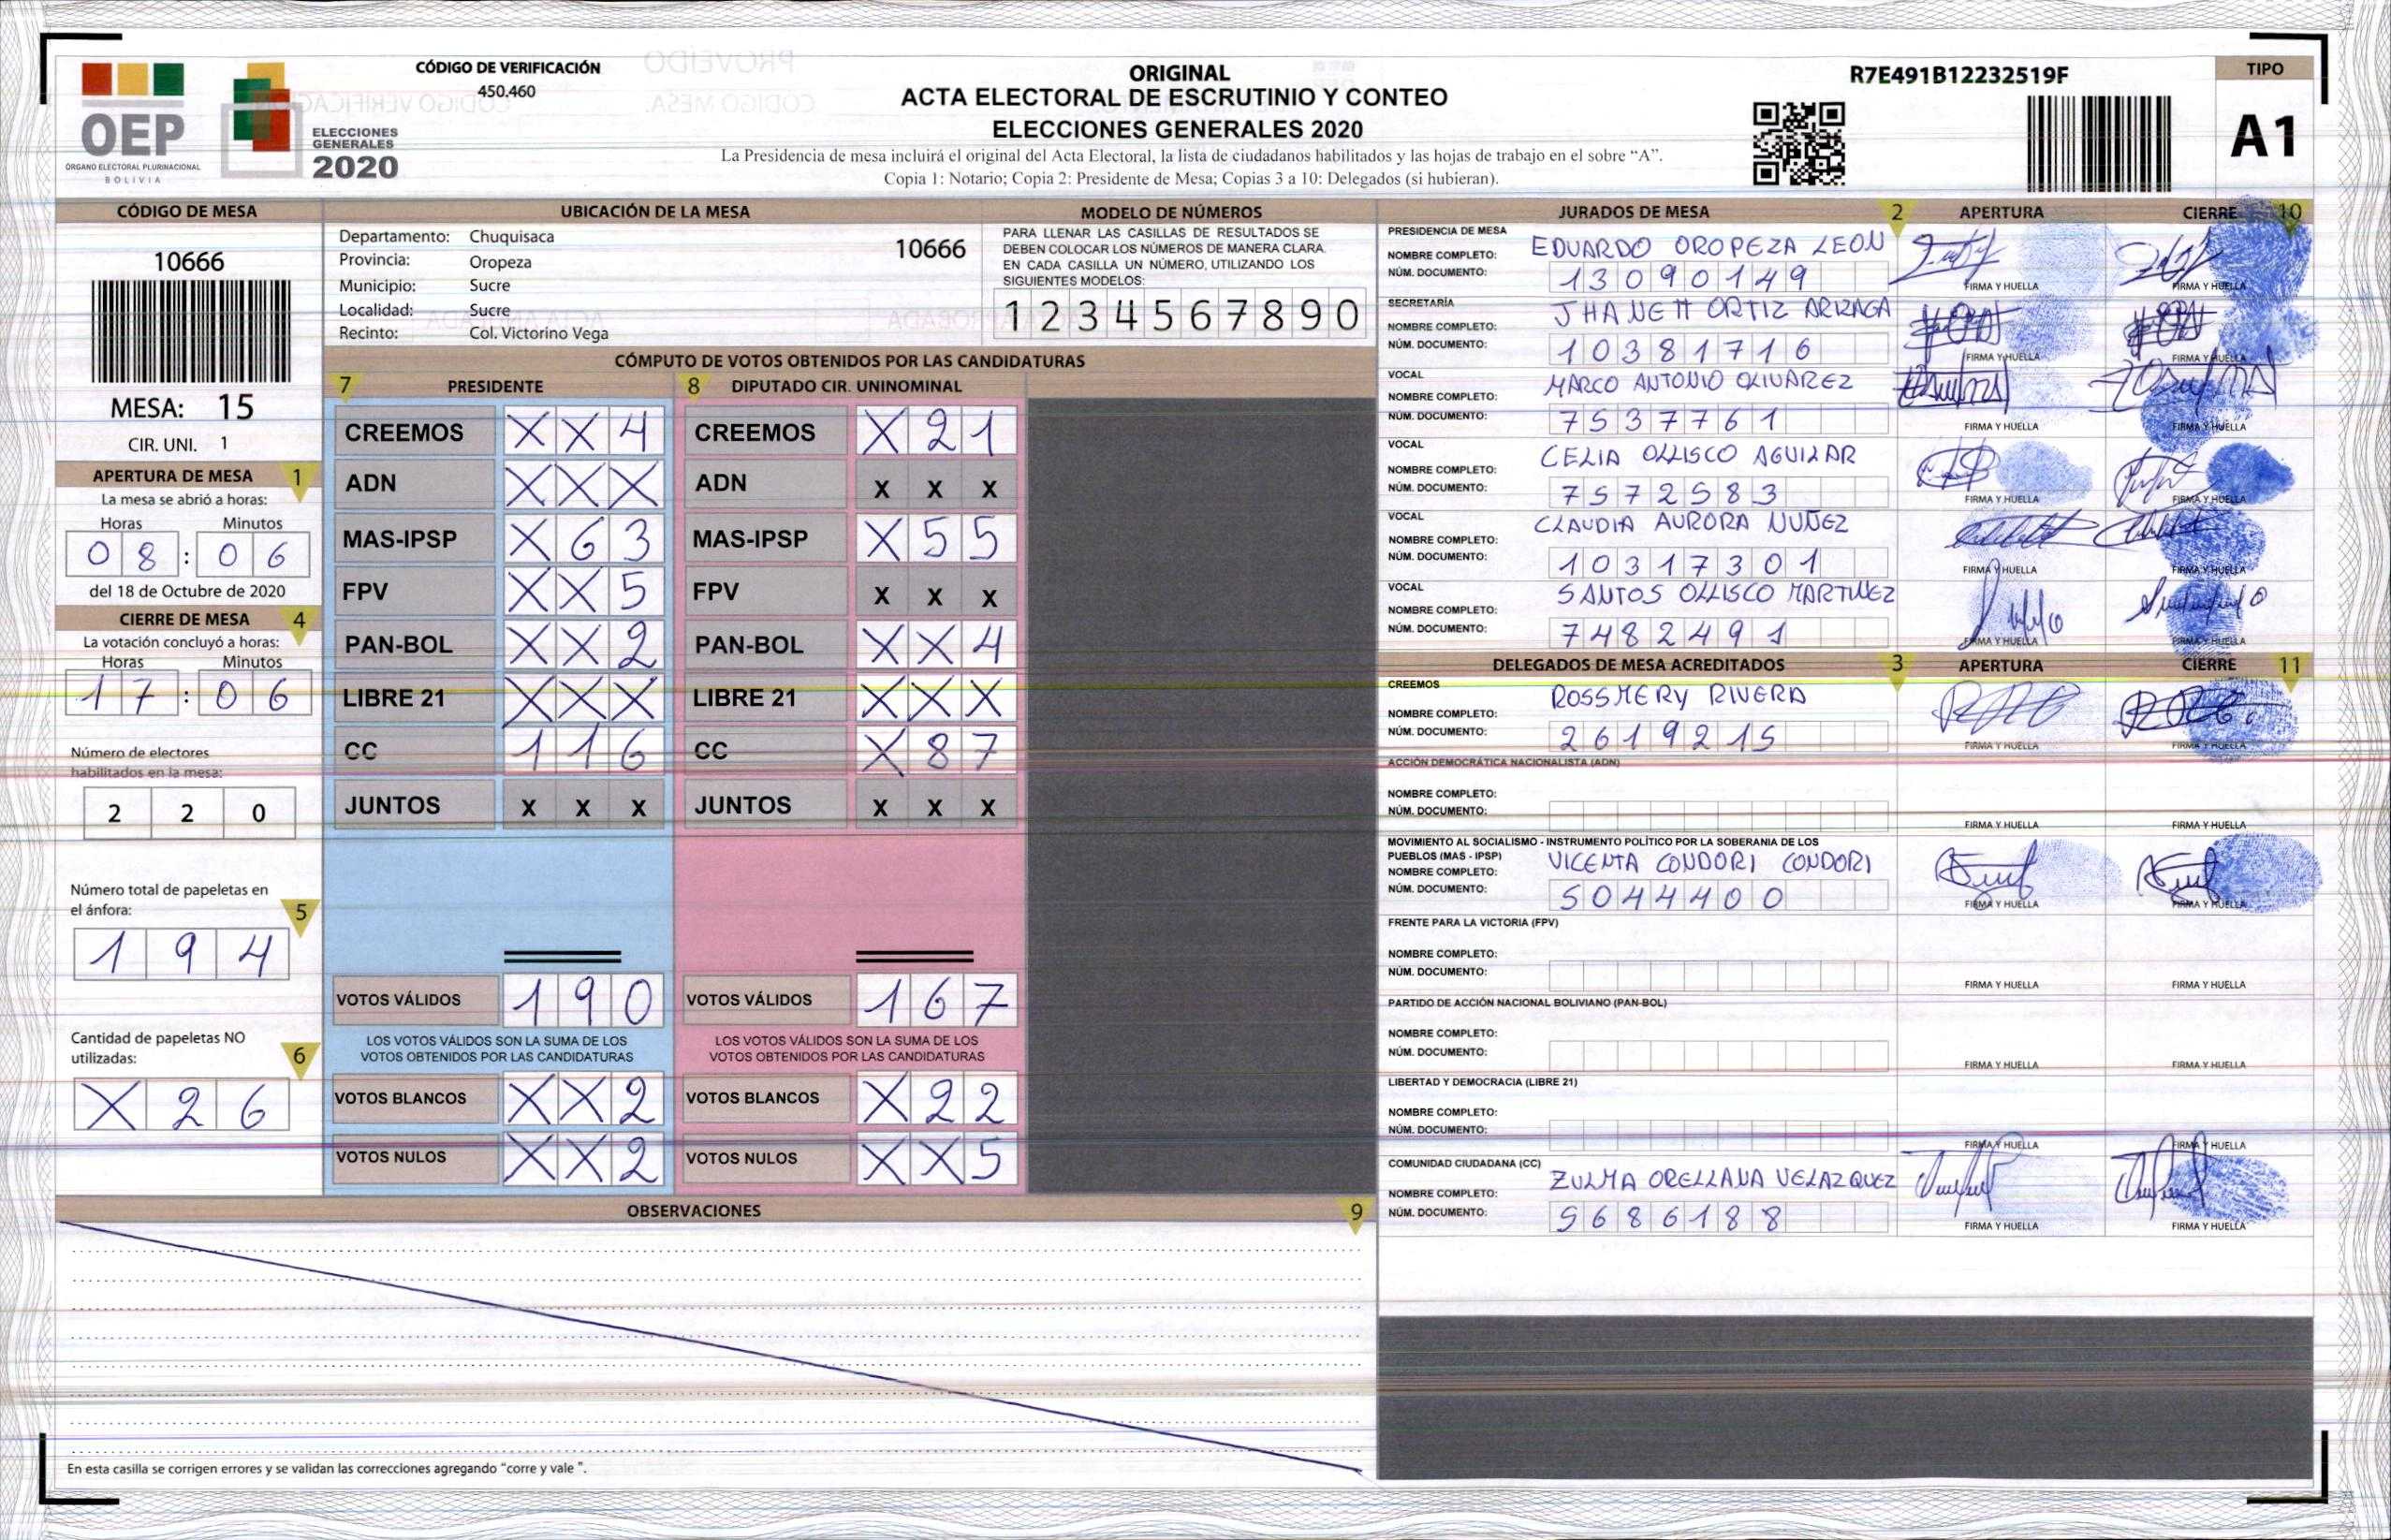 CÓDIGO DE VERIFICACIÓN
450.460
OEP
ÓRGANO ELECTORAL PLURINACIONAL
BOLIVIA
ELECCIONES
GENERALES
2020
ORIGINAL
ACTA ELECTORAL DE ESCRUTINIO Y CONTEO
ELECCIONES GENERALES 2020
La Presidencia de mesa incluirá el original del Acta Electoral, la lista de ciudadanos habilitados y las hojas de trabajo en el sobre “A”.
Copia 1: Notario; Copia 2: Presidente de Mesa; Copias 3 a 10: Delegados (si hubieran).
R7E491B12232519F
TIPO
A1
CÓDIGO DE MESA
10666
MESA: 15
CIR. UNI. 1
APERTURA DE MESA 1
La mesa se abrió a horas:
Horas Minutos
08:06
del 18 de Octubre de 2020
CIERRE DE MESA 4
La votación concluyó a horas:
Horas Minutos
17:06
Número de electores
habilitados en la mesa:
2 2 0
Número total de papeletas en
el ánfora: 5
1 9 4
Cantidad de papeletas NO
utilizadas: 6
X 2 6
UBICACIÓN DE LA MESA
Departamento: Chuquisaca
Provincia: Oropeza
Municipio: Sucre
Localidad: Sucre
Recinto: Col. Victorino Vega
10666
MODELO DE NÚMEROS
PARA LLENAR LAS CASILLAS DE RESULTADOS SE
DEBEN COLOCAR LOS NÚMEROS DE MANERA CLARA.
EN CADA CASILLA UN NÚMERO, UTILIZANDO LOS
SIGUIENTES MODELOS:
1 2 3 4 5 6 7 8 9 0
CÓMPUTO DE VOTOS OBTENIDOS POR LAS CANDIDATURAS
7 PRESIDENTE 8 DIPUTADO CIR. UNINOMINAL
CREEMOS X X 4 CREEMOS X 2 1
ADN X X X ADN X X X
MAS-IPSP X 6 3 MAS-IPSP X 5 5
FPV X X 5 FPV X X X
PAN-BOL X X 2 PAN-BOL X X 4
LIBRE 21 X X X LIBRE 21 X X X
CC 1 1 6 CC X 8 7
JUNTOS X X X JUNTOS X X X
VOTOS VÁLIDOS 1 9 0 VOTOS VÁLIDOS 1 6 7
LOS VOTOS VÁLIDOS SON LA SUMA DE LOS LOS VOTOS VÁLIDOS SON LA SUMA DE LOS
VOTOS OBTENIDOS POR LAS CANDIDATURAS VOTOS OBTENIDOS POR LAS CANDIDATURAS
VOTOS BLANCOS X X 2 VOTOS BLANCOS X 2 2
VOTOS NULOS X X 2 VOTOS NULOS X X 5
OBSERVACIONES 9
En esta casilla se corrigen errores y se validan las correcciones agregando “corre y vale ”.
JURADOS DE MESA 2 APERTURA CIERRE 10
PRESIDENCIA DE MESA
NOMBRE COMPLETO: EDUARDO OROPEZA LEON
NÚM. DOCUMENTO: 13090149 FIRMA Y HUELLA FIRMA Y HUELLA
SECRETARÍA
NOMBRE COMPLETO: JHANETT ORTIZ ARIZAGA
NÚM. DOCUMENTO: 10381716 FIRMA Y HUELLA FIRMA Y HUELLA
VOCAL
NOMBRE COMPLETO: MARCO ANTONIO OLIVAREZ
NÚM. DOCUMENTO: 7537761 FIRMA Y HUELLA FIRMA Y HUELLA
VOCAL
NOMBRE COMPLETO: CELIA OLLISCO AGUILAR
NÚM. DOCUMENTO: 7572583 FIRMA Y HUELLA FIRMA Y HUELLA
VOCAL
NOMBRE COMPLETO: CLAUDIA AURORA NUÑEZ
NÚM. DOCUMENTO: 10317301 FIRMA Y HUELLA FIRMA Y HUELLA
VOCAL
NOMBRE COMPLETO: SANTOS OLLISCO MARTINEZ
NÚM. DOCUMENTO: 7482491 FIRMA Y HUELLA FIRMA Y HUELLA
DELEGADOS DE MESA ACREDITADOS 3 APERTURA CIERRE 11
CREEMOS
NOMBRE COMPLETO: ROSSMERY RIVERA
NÚM. DOCUMENTO: 2619215 FIRMA Y HUELLA FIRMA Y HUELLA
ACCIÓN DEMOCRÁTICA NACIONALISTA (ADN)
NOMBRE COMPLETO:
NÚM. DOCUMENTO: FIRMA Y HUELLA FIRMA Y HUELLA
MOVIMIENTO AL SOCIALISMO - INSTRUMENTO POLÍTICO POR LA SOBERANIA DE LOS
PUEBLOS (MAS - IPSP)
NOMBRE COMPLETO: VICENTA CONDORI CONDORI
NÚM. DOCUMENTO: 5044400 FIRMA Y HUELLA FIRMA Y HUELLA
FRENTE PARA LA VICTORIA (FPV)
NOMBRE COMPLETO:
NÚM. DOCUMENTO: FIRMA Y HUELLA FIRMA Y HUELLA
PARTIDO DE ACCIÓN NACIONAL BOLIVIANO (PAN-BOL)
NOMBRE COMPLETO:
NÚM. DOCUMENTO: FIRMA Y HUELLA FIRMA Y HUELLA
LIBERTAD Y DEMOCRACIA (LIBRE 21)
NOMBRE COMPLETO:
NÚM. DOCUMENTO: FIRMA Y HUELLA FIRMA Y HUELLA
COMUNIDAD CIUDADANA (CC)
NOMBRE COMPLETO: ZULMA ORELLANA VELAZQUEZ
NÚM. DOCUMENTO: 5686188 FIRMA Y HUELLA FIRMA Y HUELLA